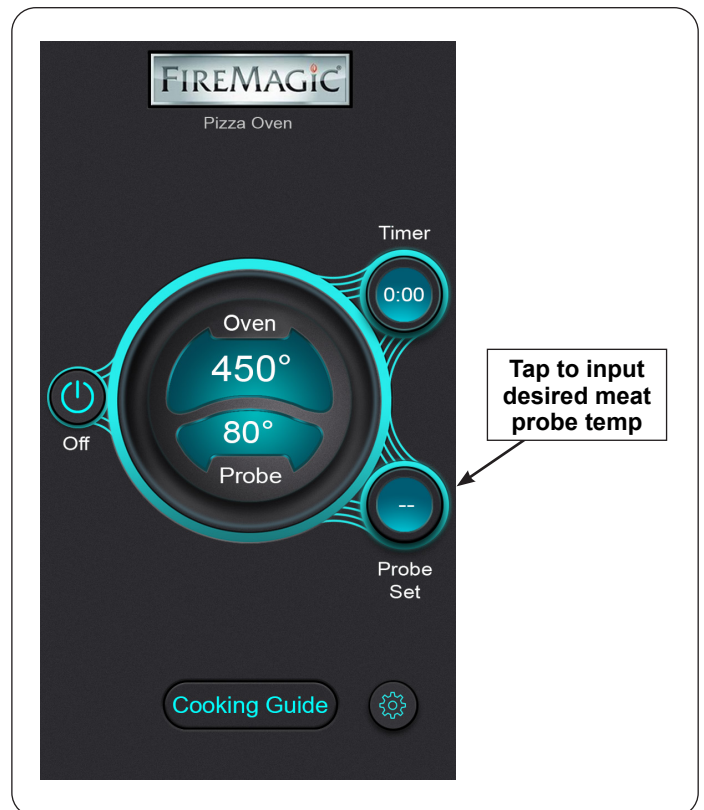 FIREMAGIC
Pizza Oven
Timer
0:00
Oven
450°
80°
Probe
Off
Tap to input
desired meat
probe temp
--
Probe
Set
Cooking Guide